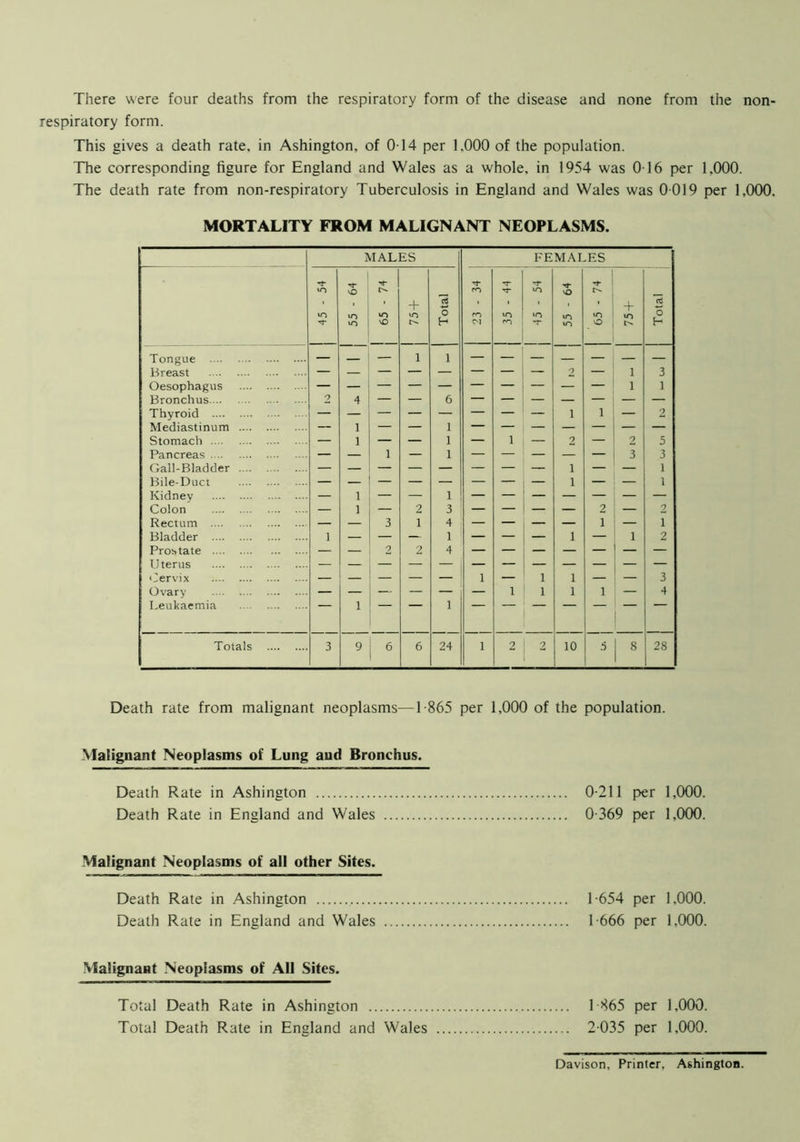 There were four deaths from the respiratory form of the disease and none from the non-
respiratory form.
This gives a death rate, in Ashington, of 0·14 per 1,000 of the population.
The corresponding figure for England and Wales as a whole, in 1954 was 0·16 per 1,000.
The death rate from non-respiratory Tuberculosis in England and Wales was 0·019 per 1,000.
MORTALITY FROM MALIGNANT NEOPLASMS.
MALES FEMALES
45 - 54 55 - 64 65 - 74 75+ Total 23 - 34 35 - 44 45 - 54 55 - 64 65 - 74 75+ Total
Tongue .... — — — 1 1 — — — — — — —
Breast .... — — — — — — — — 2 — 1 3
Oesophagus .... — — — — — — — — — — 1 1
Bronchus.... 2 4 — — 6 — — — — — — —
Thyroid .... — — — — — — — — 1 1 — 2
Mediastinum .... — 1 — — 1 — — — — — — —
Stomach .... — 1 — — 1 — 1 — 2 — 2 5
Pancreas .... — — 1 — 1 — — — — — 3 3
Gall-Bladder .... — — — — — — — — 1 — — 1
Bile-Duct .... — — — — — — — — 1 — — 1
Kidney .... — 1 — — 1 — — — — — — —
Colon .... — 1 — 2 3 — — — — 2 — 2
Rectum .... — — 3 1 4 — — — — 1 — 1
Bladder .... 1 — — — 1 — — — 1 — 1 2
Prostate .... — — 2 2 4 — — — — — — —
Uterus .... — — — — — — — — — — — —
Cervix .... — — — — — 1 — 1 1 — — 3
Ovary .... — — — — — — 1 1 1 1 — 4
Leukaemia .... — 1 — — 1 — — — — — — —
Totals .... 3 9 6 6 24 1 2 2 10 5 8 28
Death rate from malignant neoplasms—1·865 per 1,000 of the population.
Malignant Neoplasms of Lung and Bronchus.
Death Rate in Ashington .... 0·211 per 1,000.
Death Rate in England and Wales .... 0·369 per 1,000.
Malignant Neoplasms of all other Sites.
Death Rate in Ashington .... 1·654 per 1,000.
Death Rate in England and Wales .... 1·666 per 1,000.
Malignant Neoplasms of All Sites.
Total Death Rate in Ashington .... 1·865 per 1,000.
Total Death Rate in England and Wales .... 2·035 per 1,000.
Davison, Printer, Ashington.